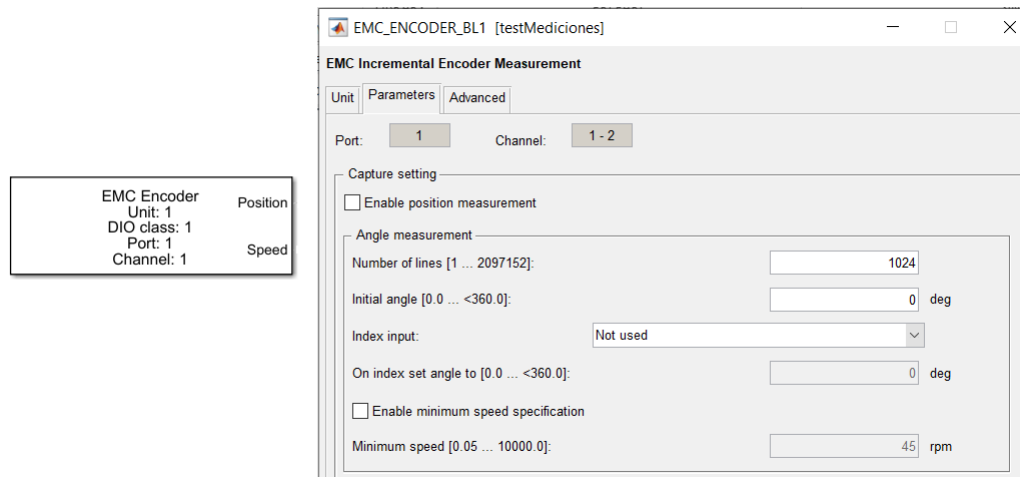 EMC Encoder
Unit: 1
DIO class: 1
Port: 1
Channel: 1
Position
Speed
EMC_ENCODER_BL1 [testMediciones]
EMC Incremental Encoder Measurement
Unit Parameters Advanced
Port: 1 Channel: 1 - 2
Capture setting
Enable position measurement
Angle measurement
Number of lines [1 ... 2097152]: 1024
Initial angle [0.0 ... <360.0]: 0 deg
Index input: Not used
On index set angle to [0.0 ... <360.0]: 0 deg
Enable minimum speed specification
Minimum speed [0.05 ... 10000.0]: 45 rpm